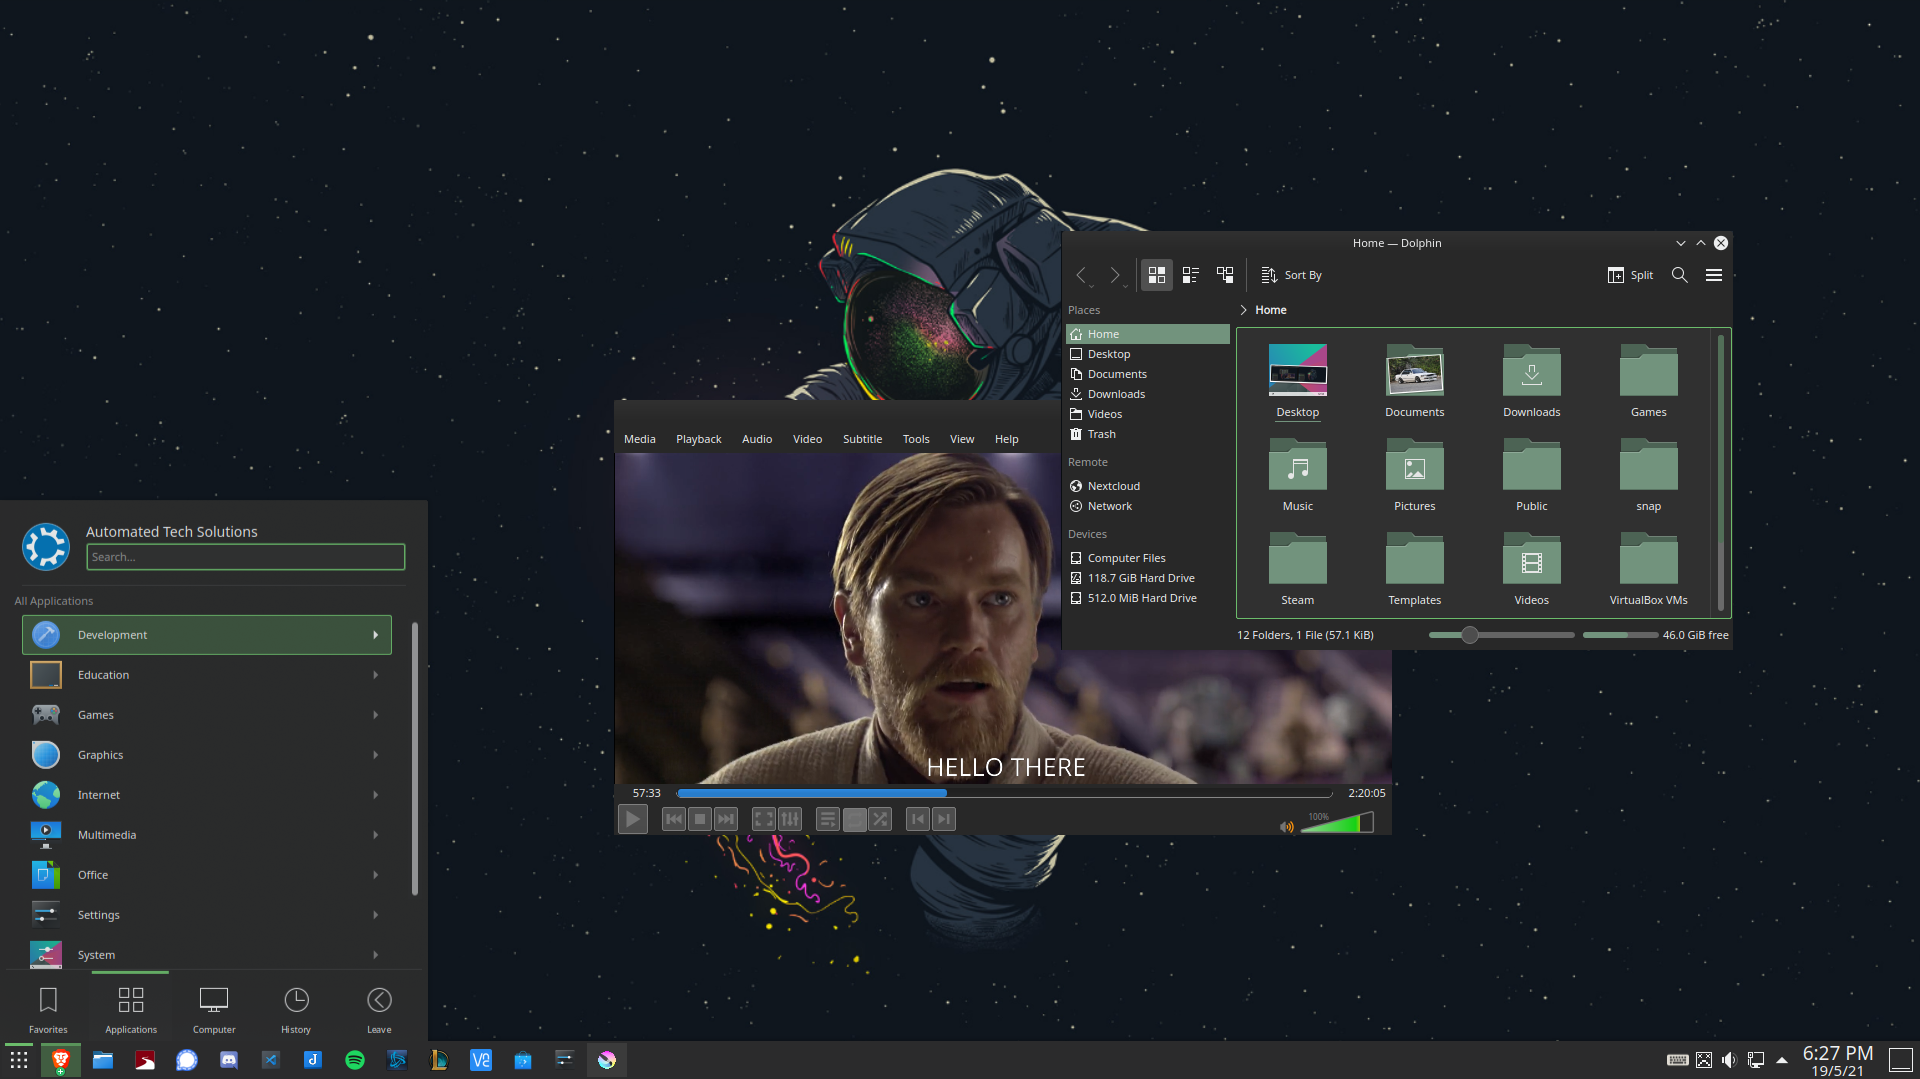 Home — Dolphin
Sort By
Split
Places
Home
Desktop
Documents
Downloads
Videos
Trash
Remote
Nextcloud
Network
Devices
Computer Files
118.7 GiB Hard Drive
512.0 MiB Hard Drive
Home
Desktop Documents Downloads Games
Music Pictures Public snap
Steam Templates Videos VirtualBox VMs
12 Folders, 1 File (57.1 KiB)
46.0 GiB free
Media Playback Audio Video Subtitle Tools View Help
HELLO THERE
57:33
2:20:05
100%
Automated Tech Solutions
Search...
All Applications
Development
Education
Games
Graphics
Internet
Multimedia
Office
Settings
System
Favorites Applications Computer History Leave
6:27 PM
19/5/21